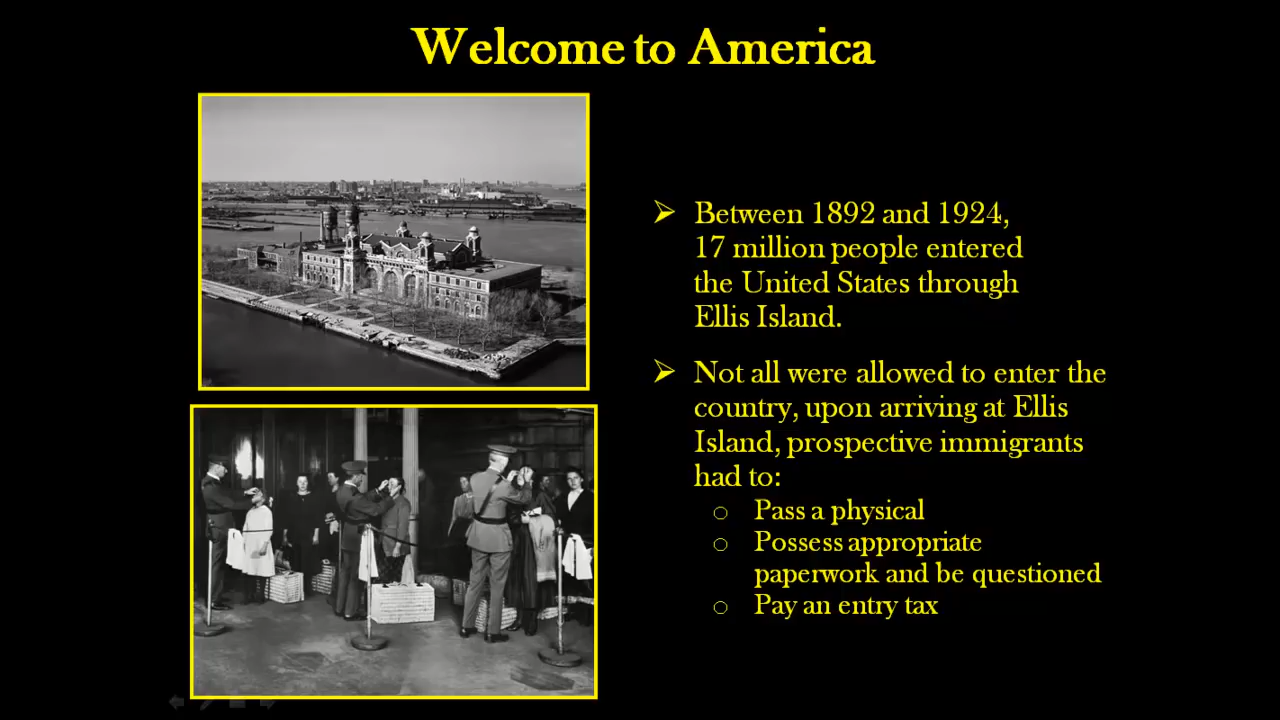 Welcome to America
Between 1892 and 1924,
17 million people entered
the United States through
Ellis Island.
Not all were allowed to enter the
country, upon arriving at Ellis
Island, prospective immigrants
had to:
Pass a physical
Possess appropriate
paperwork and be questioned
Pay an entry tax